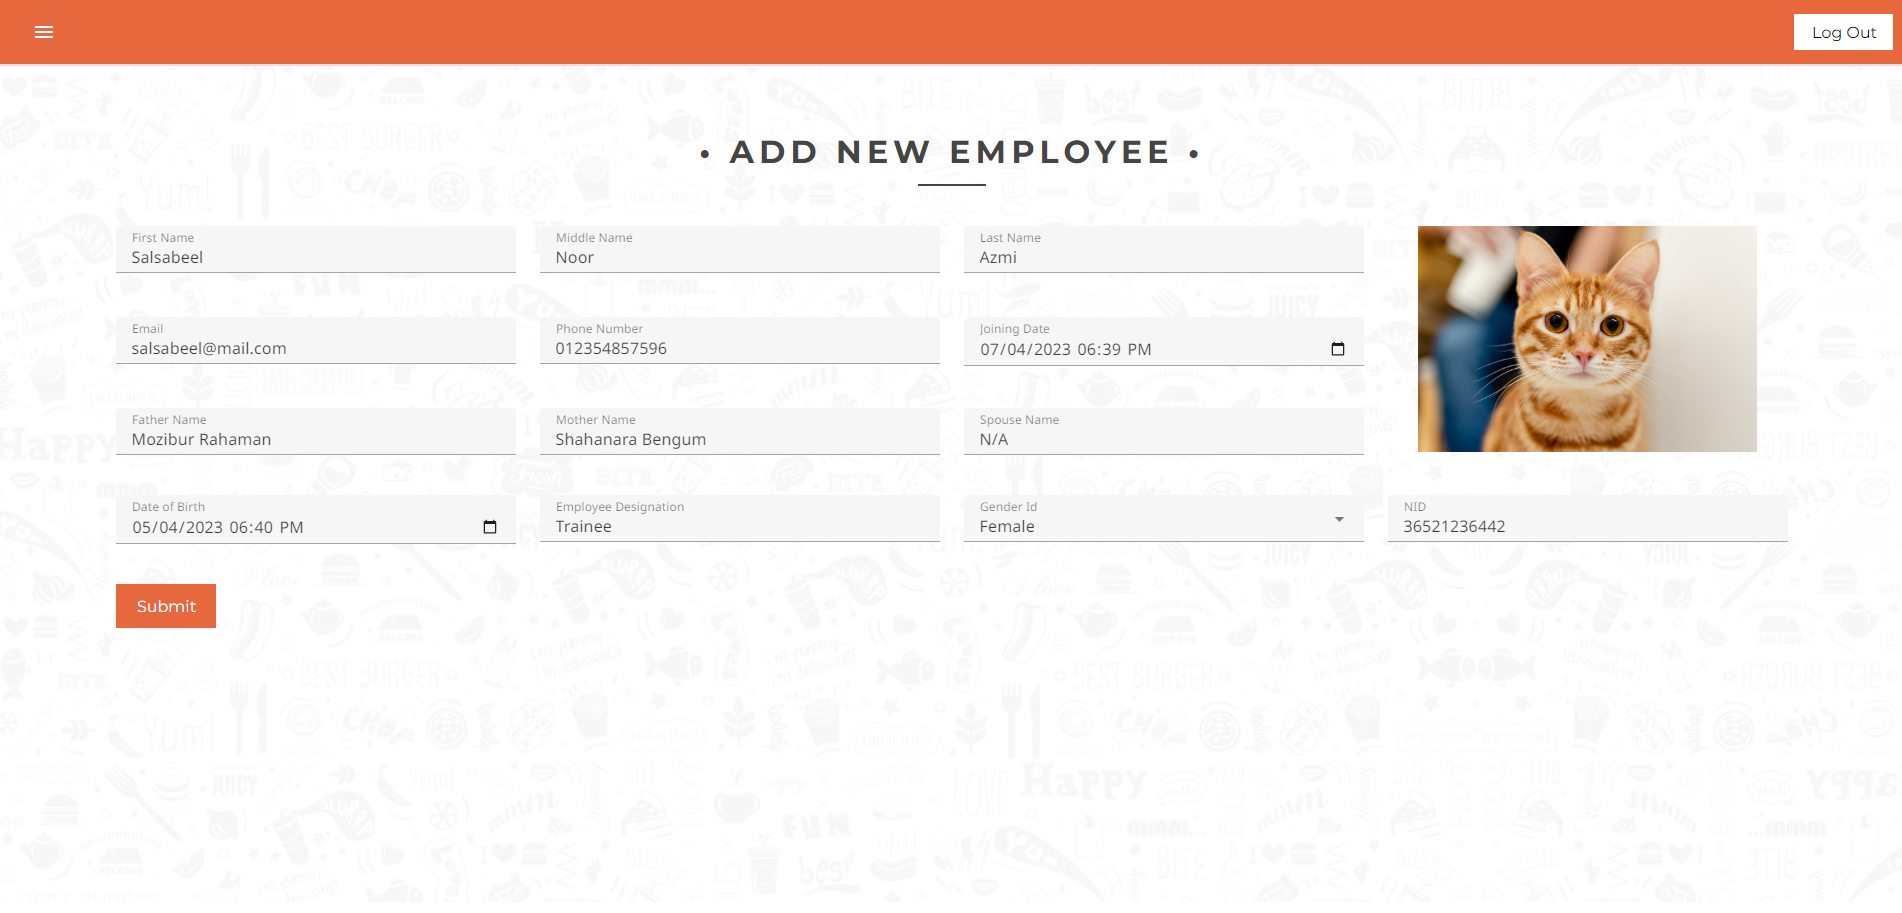 Log Out
• ADD NEW EMPLOYEE •
First Name
Salsabeel
Middle Name
Noor
Last Name
Azmi
Email
salsabeel@mail.com
Phone Number
012354857596
Joining Date
07/04/2023 06:39 PM
Father Name
Mozibur Rahaman
Mother Name
Shahanara Bengum
Spouse Name
N/A
Date of Birth
05/04/2023 06:40 PM
Employee Designation
Trainee
Gender Id
Female
NID
36521236442
Submit